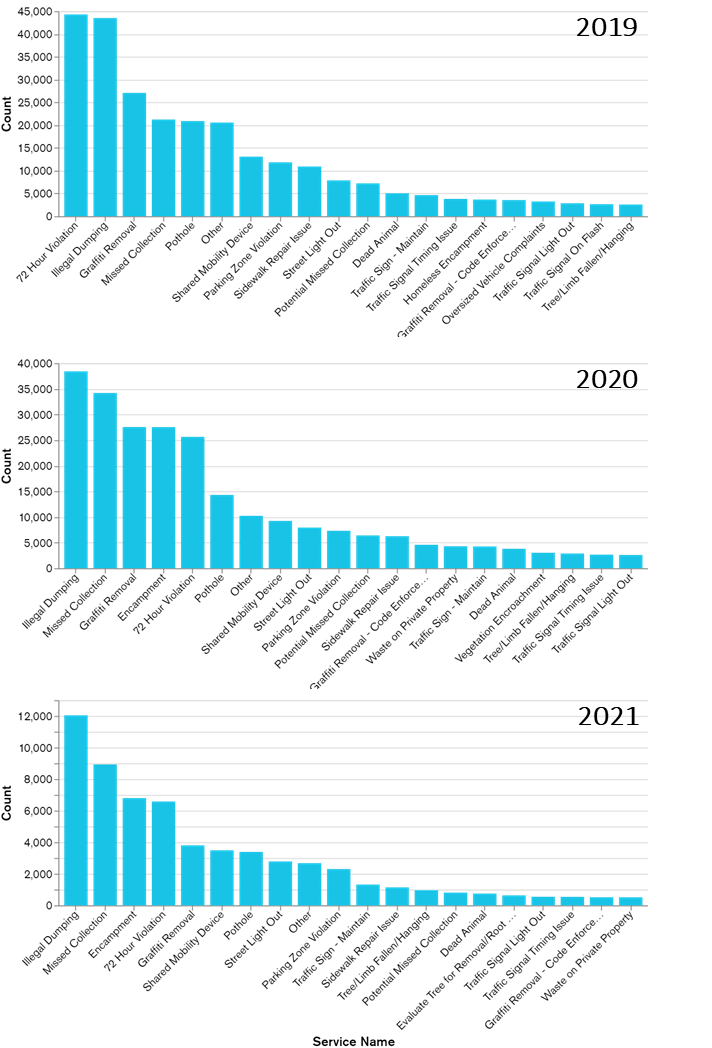 2019
45,000
40,000
35,000
30,000
25,000
20,000
15,000
10,000
5,000
0
Count
72 Hour Violation
Illegal Dumping
Graffiti Removal
Missed Collection
Pothole
Other
Shared Mobility Device
Parking Zone Violation
Sidewalk Repair Issue
Street Light Out
Potential Missed Collection
Dead Animal
Traffic Sign - Maintain
Traffic Signal Timing Issue
Homeless Encampment
Graffiti Removal - Code Enforce...
Oversized Vehicle Complaints
Traffic Signal Light Out
Traffic Signal On Flash
Tree/Limb Fallen/Hanging
2020
40,000
35,000
30,000
25,000
20,000
15,000
10,000
5,000
0
Count
Illegal Dumping
Missed Collection
Graffiti Removal
Encampment
72 Hour Violation
Pothole
Other
Shared Mobility Device
Street Light Out
Parking Zone Violation
Potential Missed Collection
Sidewalk Repair Issue
Graffiti Removal - Code Enforce...
Waste on Private Property
Traffic Sign - Maintain
Dead Animal
Vegetation Encroachment
Tree/Limb Fallen/Hanging
Traffic Signal Timing Issue
Traffic Signal Light Out
2021
12,000
10,000
8,000
6,000
4,000
2,000
0
Count
Illegal Dumping
Missed Collection
Encampment
72 Hour Violation
Graffiti Removal
Shared Mobility Device
Pothole
Street Light Out
Other
Parking Zone Violation
Traffic Sign - Maintain
Sidewalk Repair Issue
Tree/Limb Fallen/Hanging
Potential Missed Collection
Dead Animal
Evaluate Tree for Removal/Root ...
Traffic Signal Light Out
Traffic Signal Timing Issue
Graffiti Removal - Code Enforce...
Waste on Private Property
Service Name